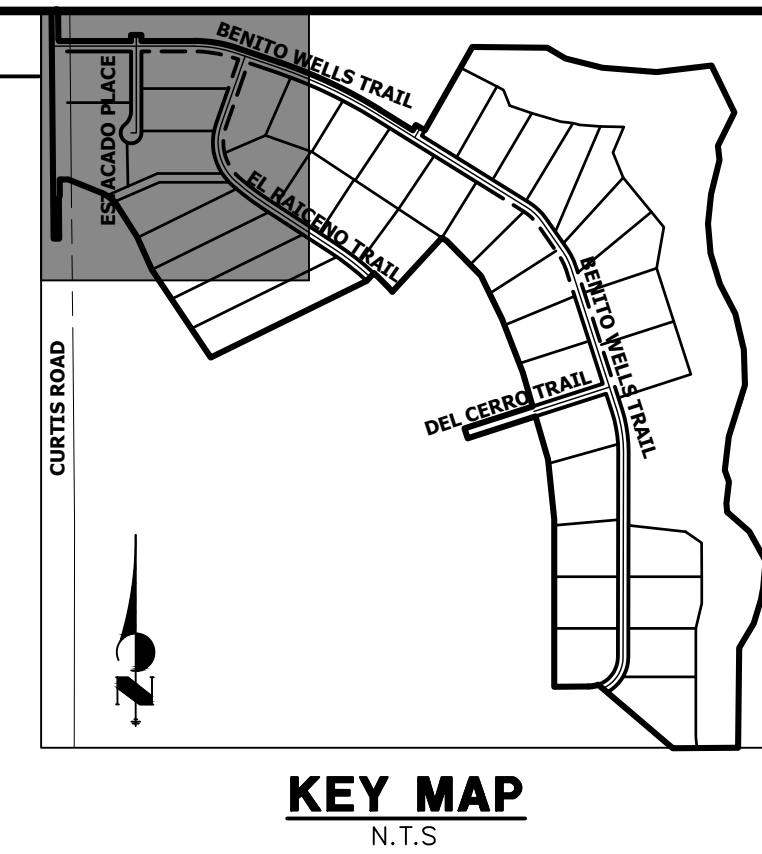 BENITO WELLS TRAIL
ESTACADO PLACE
EL RAICENO TRAIL
BENITO WELLS TRAIL
CURTIS ROAD
DEL CERRO TRAIL
N
KEY MAP
N.T.S